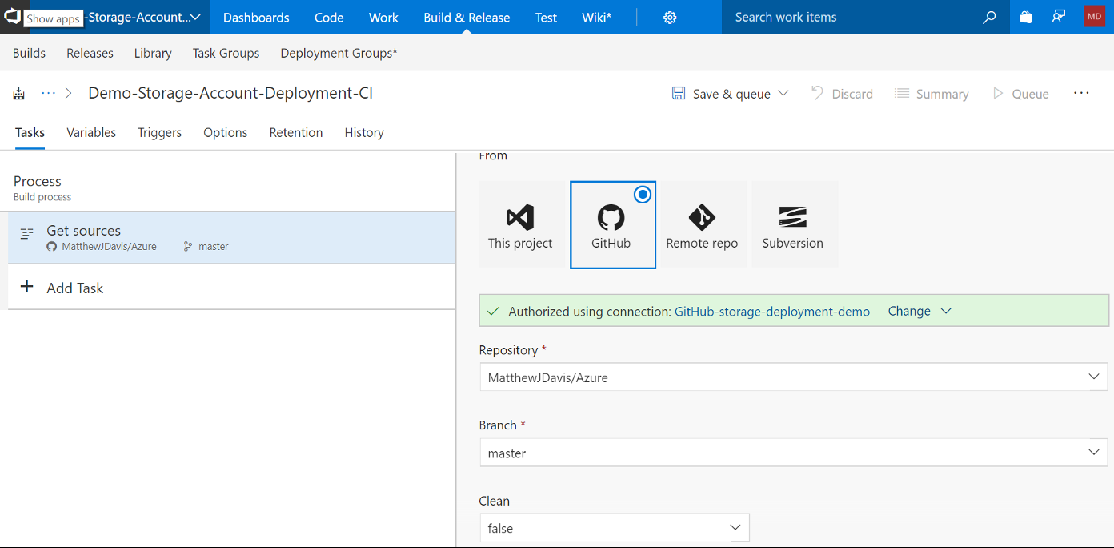 Show apps -Storage-Account... Dashboards Code Work Build & Release Test Wiki* Search work items MD
Builds Releases Library Task Groups Deployment Groups*
... > Demo-Storage-Account-Deployment-CI Save & queue Discard Summary Queue ...
Tasks Variables Triggers Options Retention History
Process
Build process
Get sources
MatthewJDavis/Azure master
+ Add Task
From
This project GitHub Remote repo Subversion
Authorized using connection: GitHub-storage-deployment-demo Change
Repository *
MatthewJDavis/Azure
Branch *
master
Clean
false